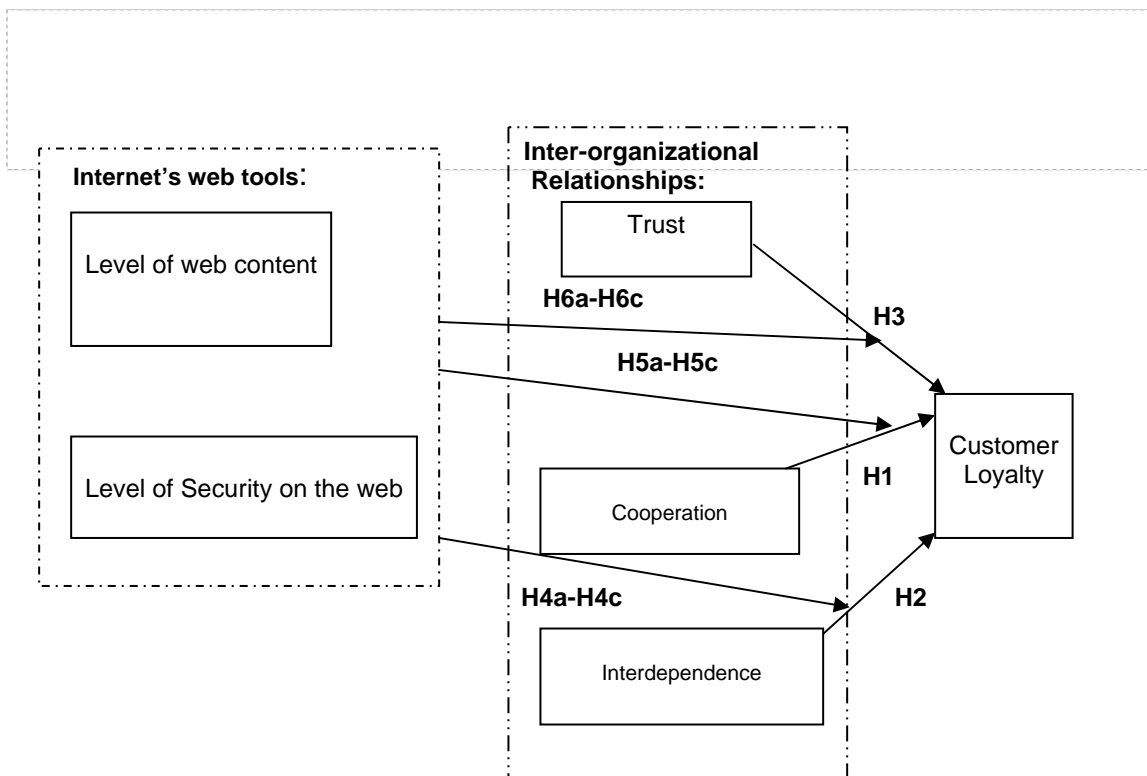 Internet's web tools:
Level of web content
Level of Security on the web
Inter-organizational
Relationships:
Trust
H6a-H6c
H3
H5a-H5c
H1
Cooperation
H4a-H4c
H2
Interdependence
Customer
Loyalty